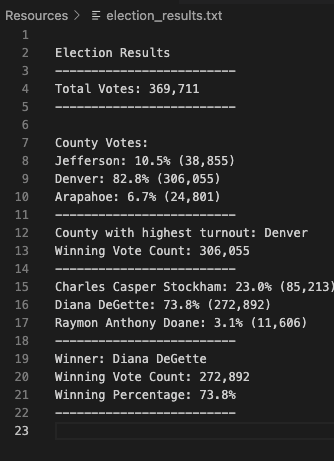 Resources > election_results.txt
1
2 Election Results
3 -------------------------
4 Total Votes: 369,711
5 -------------------------
6
7 County Votes:
8 Jefferson: 10.5% (38,855)
9 Denver: 82.8% (306,055)
10 Arapahoe: 6.7% (24,801)
11 -------------------------
12 County with highest turnout: Denver
13 Winning Vote Count: 306,055
14 -------------------------
15 Charles Casper Stockham: 23.0% (85,213)
16 Diana DeGette: 73.8% (272,892)
17 Raymon Anthony Doane: 3.1% (11,606)
18 -------------------------
19 Winner: Diana DeGette
20 Winning Vote Count: 272,892
21 Winning Percentage: 73.8%
22 -------------------------
23